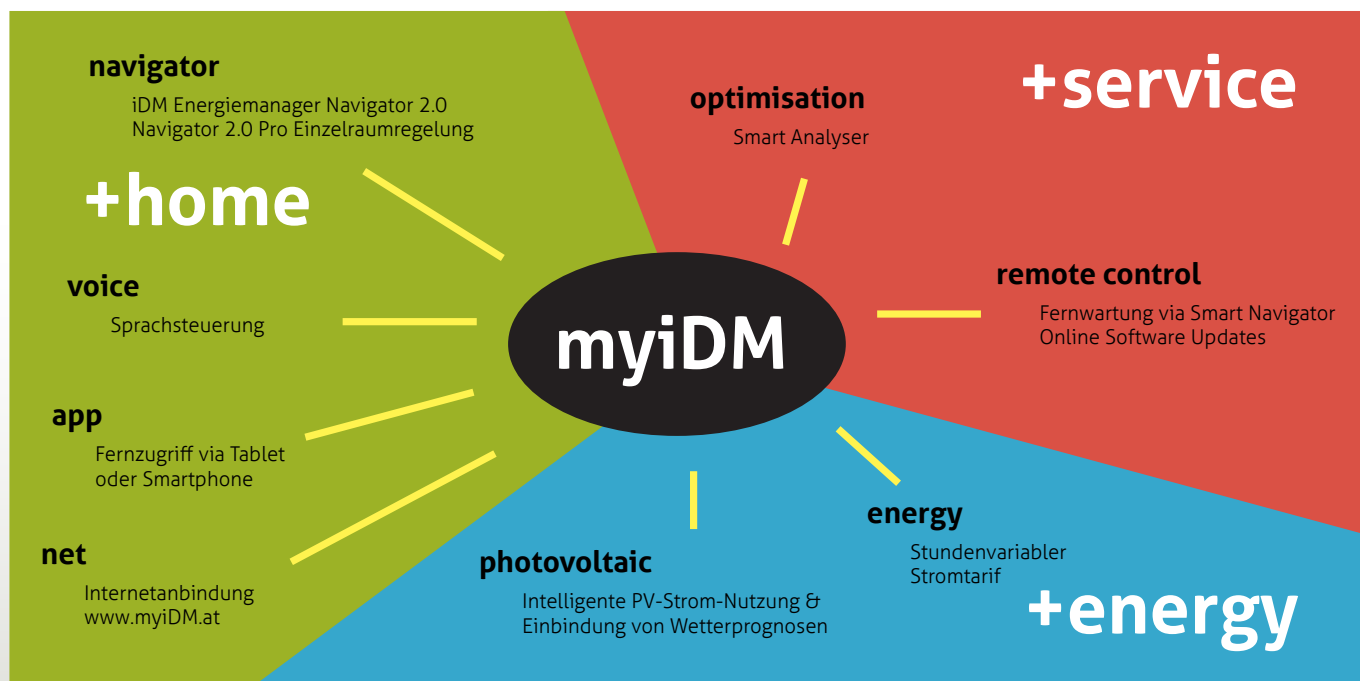 navigator
iDM Energiemanager Navigator 2.0
Navigator 2.0 Pro Einzelraumregelung
+home
voice
Sprachsteuerung
app
Fernzugriff via Tablet
oder Smartphone
net
Internetanbindung
www.myiDM.at
myiDM
+service
optimisation
Smart Analyser
remote control
Fernwartung via Smart Navigator
Online Software Updates
photovoltaic
Intelligente PV-Strom-Nutzung &
Einbindung von Wetterprognosen
energy
Stundenvariabler
Stromtarif
+energy